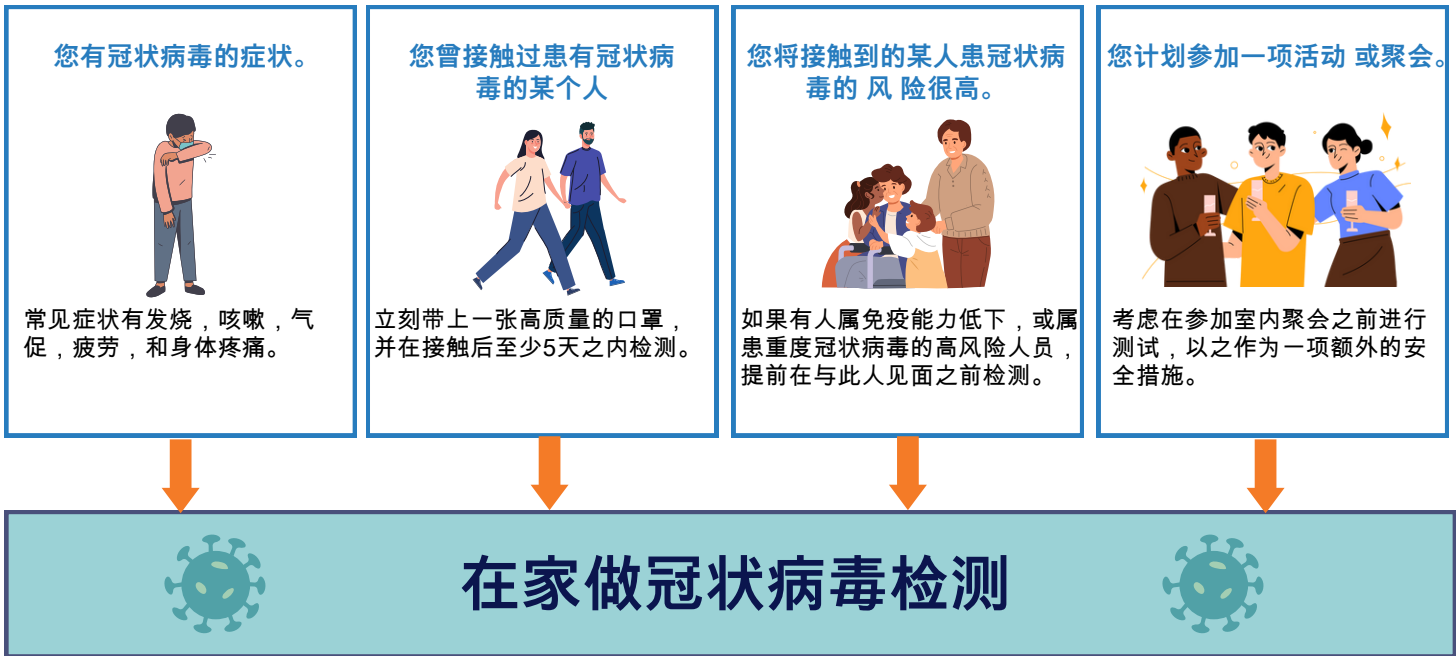 您有冠状病毒的症状。
常见症状有发烧，咳嗽，气
促，疲劳，和身体疼痛。
您曾接触过患有冠状病
毒的某个人
立刻带上一张高质量的口罩，
并在接触后至少5天之内检测。
您将接触到的某人患冠状病
毒的 风 险很高。
如果有人属免疫能力低下，或属
患重度冠状病毒的高风险人员，
提前在与此人见面之前检测。
您计划参加一项活动 或聚会。
考虑在参加室内聚会之前进行
测试，以之作为一项额外的安
全措施。
在家做冠状病毒检测